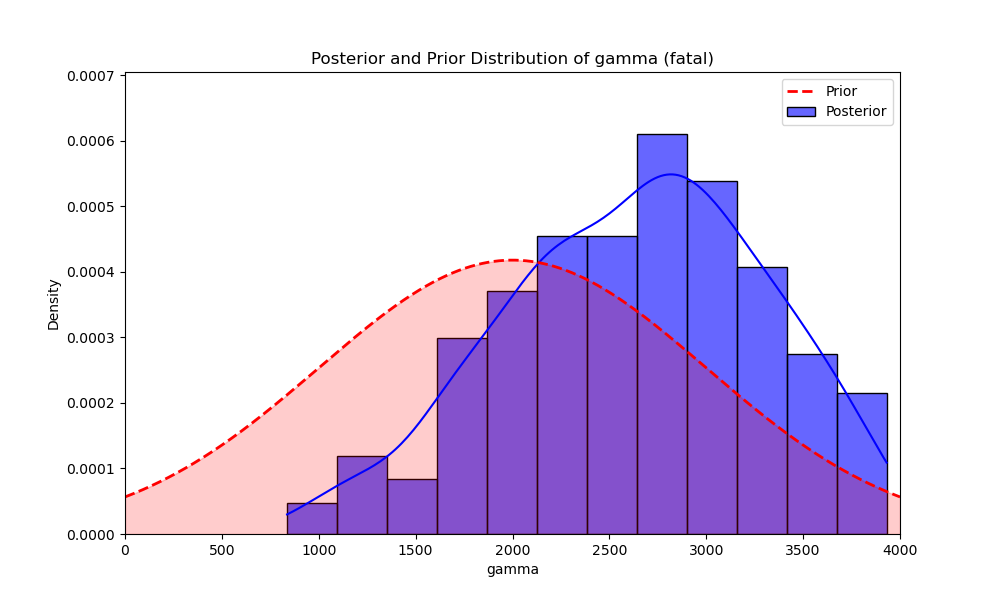 Posterior and Prior Distribution of gamma (fatal)
Prior
Posterior
Density
0.0007
0.0006
0.0005
0.0004
0.0003
0.0002
0.0001
0.0000
0 500 1000 1500 2000 2500 3000 3500 4000
gamma